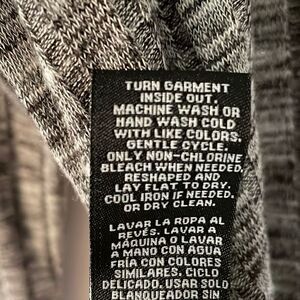 TURN GARMENT
INSIDE OUT.
MACHINE WASH OR
HAND WASH COLD
WITH LIKE COLORS.
GENTLE CYCLE.
ONLY NON-CHLORINE
BLEACH WHEN NEEDED.
RESHAPED AND
LAY FLAT TO DRY.
COOL IRON IF NEEDED.
OR DRY CLEAN.
LAVAR LA ROPA AL
REVÉS. LAVAR A
MÁQUINA O LAVAR
A MANO CON AGUA
FRÍA CON COLORES
SIMILARES. CICLO
DELICADO. USAR SOLO
BLANQUEADOR SIN